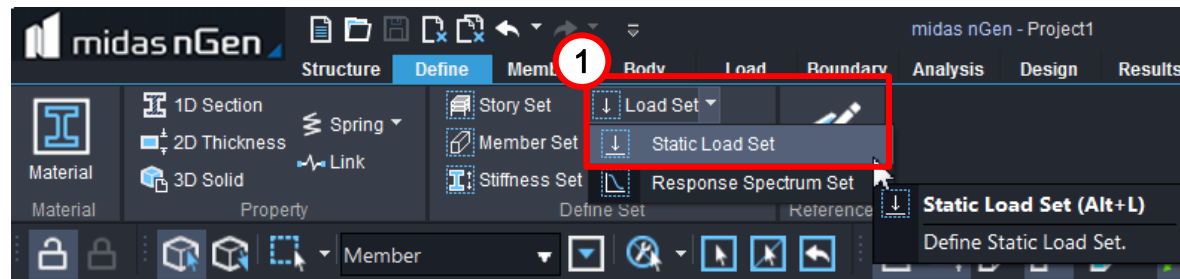 midas nGen
midas nGen - Project1
1
Structure Define Memb Body Load Boundary Analysis Design Results
1D Section
Story Set
Load Set
Spring
2D Thickness
Member Set
Static Load Set
Material
Link
3D Solid
Stiffness Set
Response Spectrum Set
Material Property Define Set Reference
Static Load Set (Alt+L)
Member
Define Static Load Set.